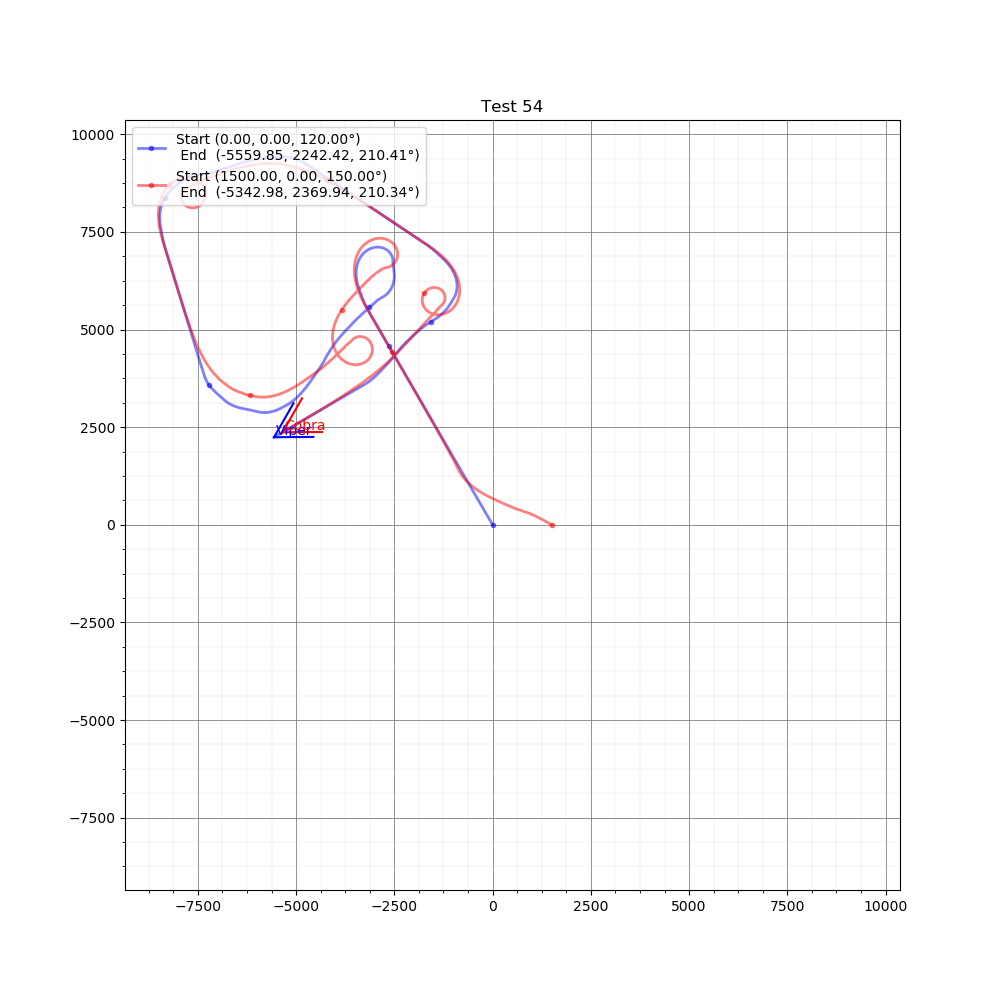 Test 54
Start (0.00, 0.00, 120.00°)
End (-5559.85, 2242.42, 210.41°)
Start (1500.00, 0.00, 150.00°)
End (-5342.98, 2369.94, 210.34°)
10000
7500
5000
2500
0
−2500
−5000
−7500
Cobra
Viper
−7500 −5000 −2500 0 2500 5000 7500 10000